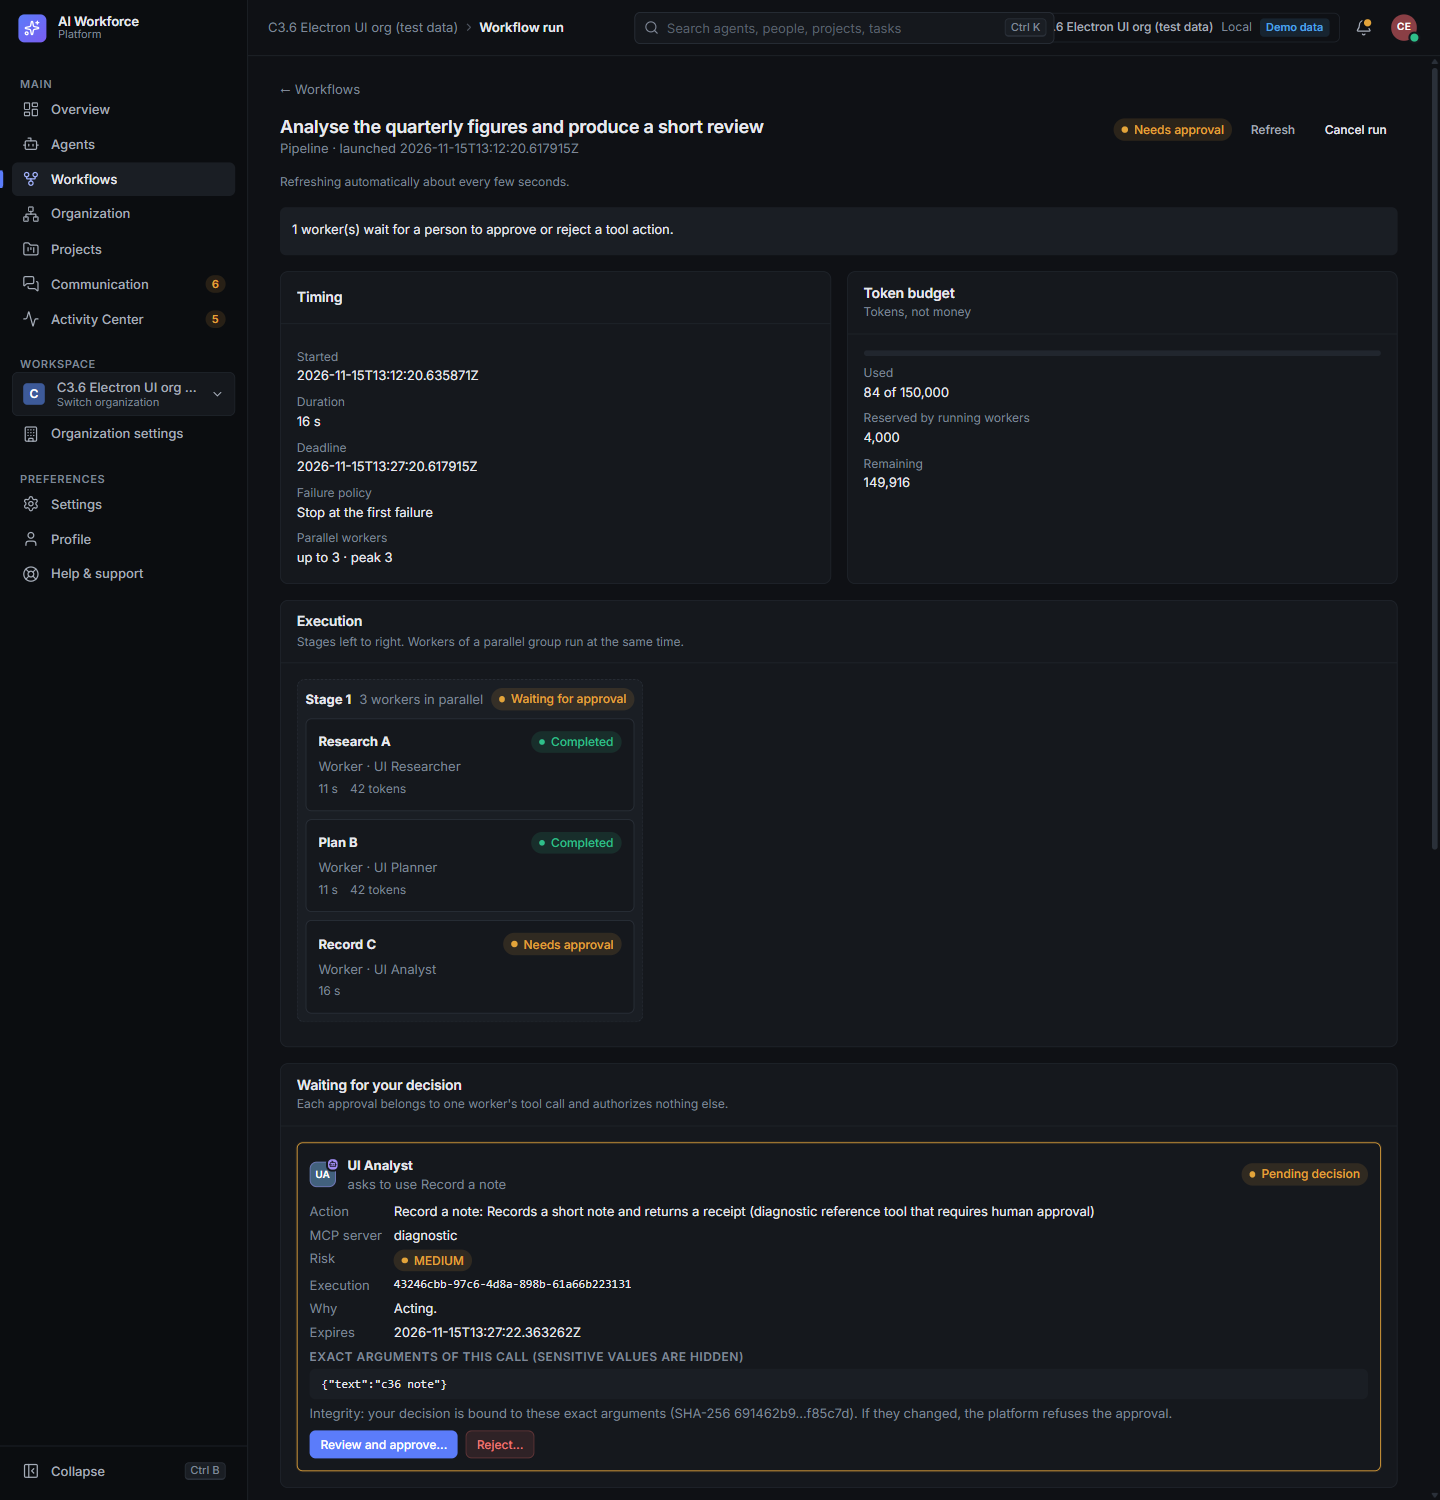 AI Workforce
Platform
C3.6 Electron UI org (test data) › Workflow run
Search agents, people, projects, tasks
Ctrl K
.6 Electron UI org (test data) Local Demo data
CE
MAIN
Overview
Agents
Workflows
Organization
Projects
Communication 6
Activity Center 5
WORKSPACE
C C3.6 Electron UI org ...
Switch organization
Organization settings
PREFERENCES
Settings
Profile
Help & support
Collapse Ctrl B
← Workflows
Analyse the quarterly figures and produce a short review
Needs approval Refresh Cancel run
Pipeline · launched 2026-11-15T13:12:20.617915Z
Refreshing automatically about every few seconds.
1 worker(s) wait for a person to approve or reject a tool action.
Timing
Started
2026-11-15T13:12:20.635871Z
Duration
16 s
Deadline
2026-11-15T13:27:20.617915Z
Failure policy
Stop at the first failure
Parallel workers
up to 3 · peak 3
Token budget
Tokens, not money
Used
84 of 150,000
Reserved by running workers
4,000
Remaining
149,916
Execution
Stages left to right. Workers of a parallel group run at the same time.
Stage 1 3 workers in parallel Waiting for approval
Research A Completed
Worker · UI Researcher
11 s 42 tokens
Plan B Completed
Worker · UI Planner
11 s 42 tokens
Record C Needs approval
Worker · UI Analyst
16 s
Waiting for your decision
Each approval belongs to one worker's tool call and authorizes nothing else.
UA UI Analyst
asks to use Record a note
Pending decision
Action Record a note: Records a short note and returns a receipt (diagnostic reference tool that requires human approval)
MCP server diagnostic
Risk MEDIUM
Execution 43246cbb-97c6-4d8a-898b-61a66b223131
Why Acting.
Expires 2026-11-15T13:27:22.363262Z
EXACT ARGUMENTS OF THIS CALL (SENSITIVE VALUES ARE HIDDEN)
{"text":"c36 note"}
Integrity: your decision is bound to these exact arguments (SHA-256 691462b9…f85c7d). If they changed, the platform refuses the approval.
Review and approve... Reject...